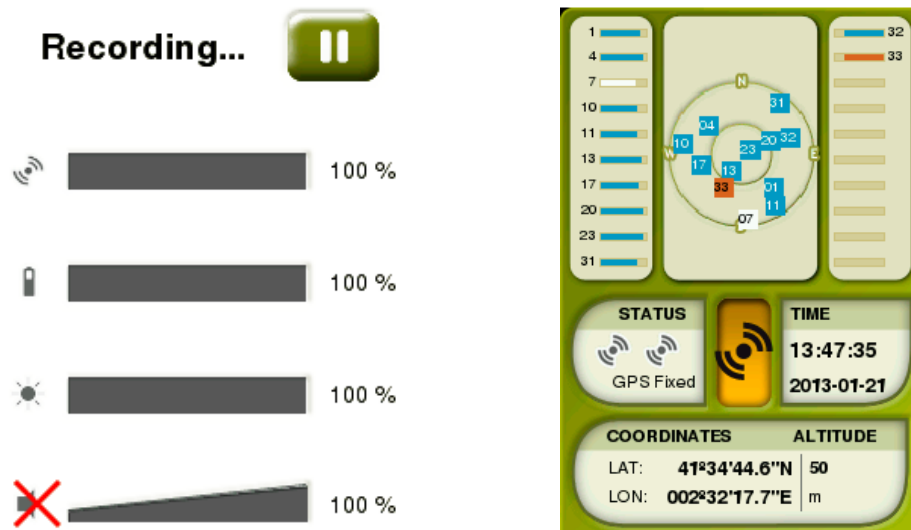 Recording...
100 %
100 %
100 %
100 %
1
4
7
10
11
13
17
20
23
31
32
33
N
31
04
10
20 32
23
W
E
17
13
33
01
11
07
STATUS
GPS Fixed
TIME
13:47:35
2013-01-21
COORDINATES ALTITUDE
LAT: 41º34'44.6"N 50
LON: 002º32'17.7"E m